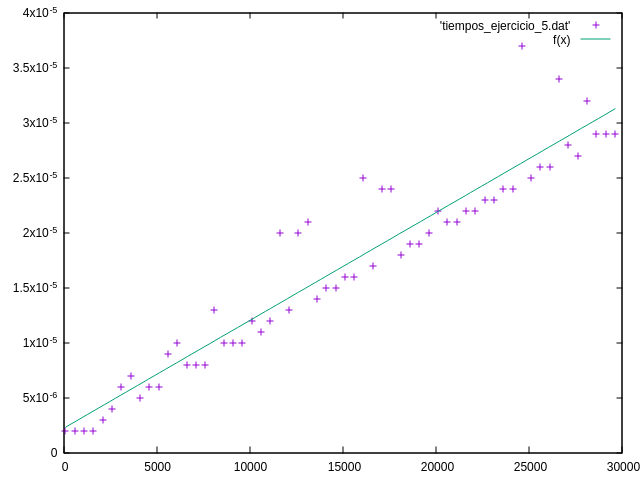 'tiempos_ejercicio_5.dat'
f(x)
4x10⁻⁵
3.5x10⁻⁵
3x10⁻⁵
2.5x10⁻⁵
2x10⁻⁵
1.5x10⁻⁵
1x10⁻⁵
5x10⁻⁶
0
0 5000 10000 15000 20000 25000 30000